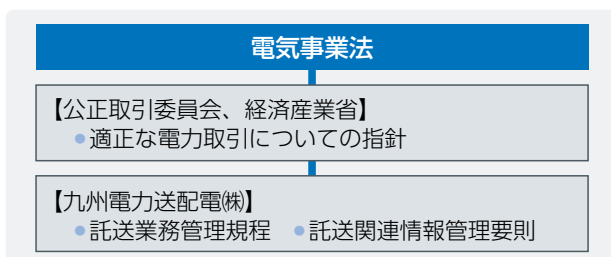 電気事業法
【公正取引委員会、経済産業省】
●適正な電力取引についての指針
【九州電力送配電㈱】
●託送業務管理規程 ●託送関連情報管理要則